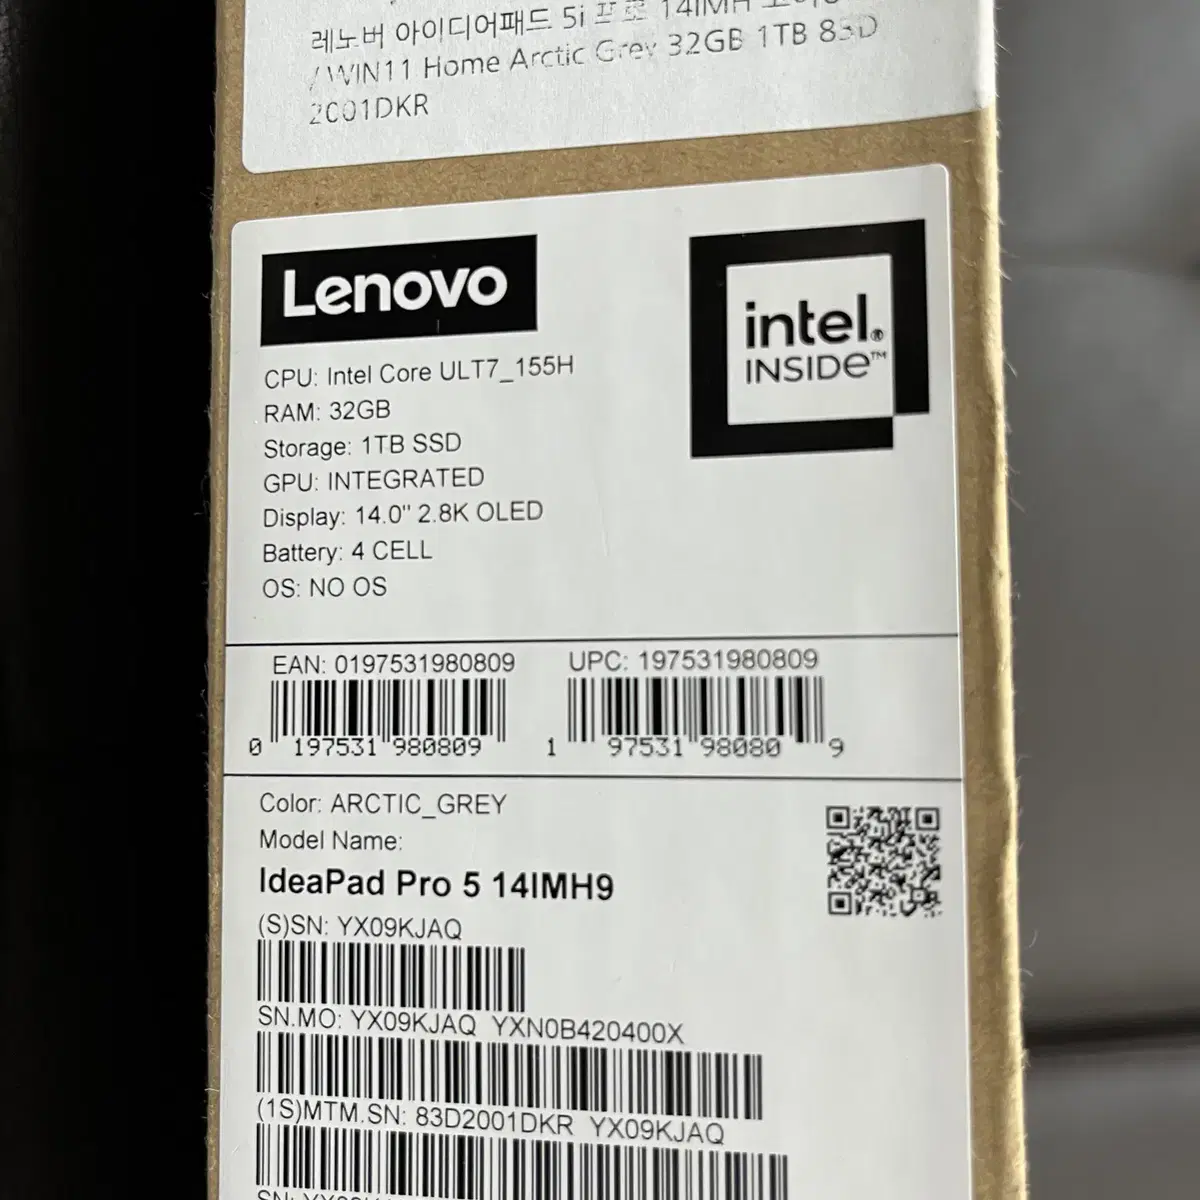 레노버 아이디어패드 5i 프로 14IMH
/WIN11 Home Arctic Grey 32GB 1TB 83D
2001DKR
Lenovo
intel®
INSIDE™
CPU: Intel Core ULT7_155H
RAM: 32GB
Storage: 1TB SSD
GPU: INTEGRATED
Display: 14.0" 2.8K OLED
Battery: 4 CELL
OS: NO OS
EAN: 0197531980809 UPC: 197531980809
0 197531 980809 1 97531 98080 9
Color: ARCTIC_GREY
Model Name:
IdeaPad Pro 5 14IMH9
(S)SN: YX09KJAQ
SN.MO: YX09KJAQ YXN0B420400X
(1S)MTM.SN: 83D2001DKR YX09KJAQ